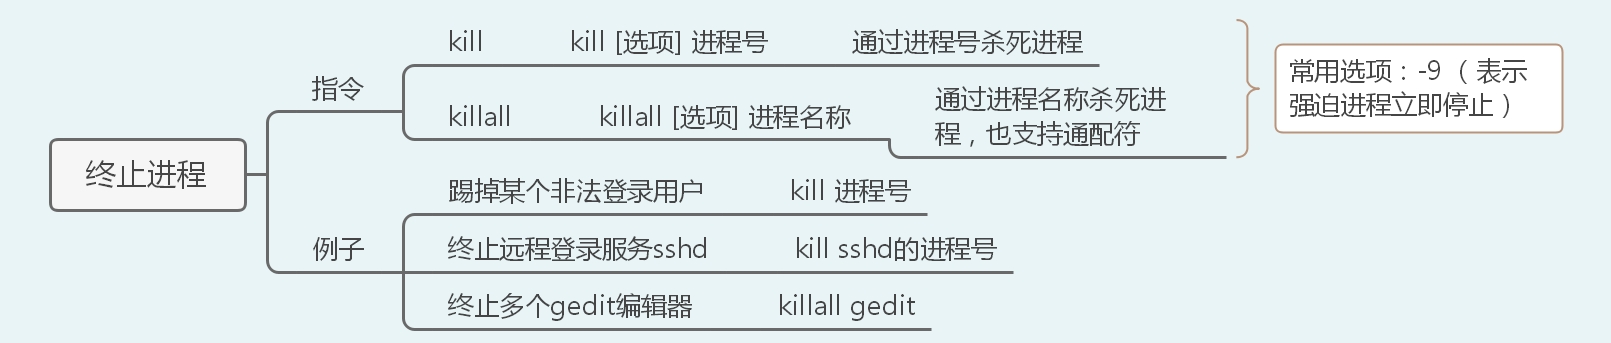 终止进程
指令
kill kill [选项] 进程号 通过进程号杀死进程
killall killall [选项] 进程名称 通过进程名称杀死进
程，也支持通配符
常用选项：-9（表示
强迫进程立即停止）
例子
踢掉某个非法登录用户 kill 进程号
终止远程登录服务sshd kill sshd的进程号
终止多个gedit编辑器 killall gedit